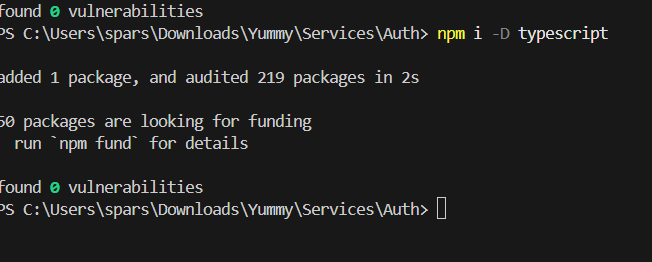 found 0 vulnerabilities
PS C:\Users\spars\Downloads\Yummy\Services\Auth> npm i -D typescript
added 1 package, and audited 219 packages in 2s
50 packages are looking for funding
run `npm fund` for details
found 0 vulnerabilities
PS C:\Users\spars\Downloads\Yummy\Services\Auth>